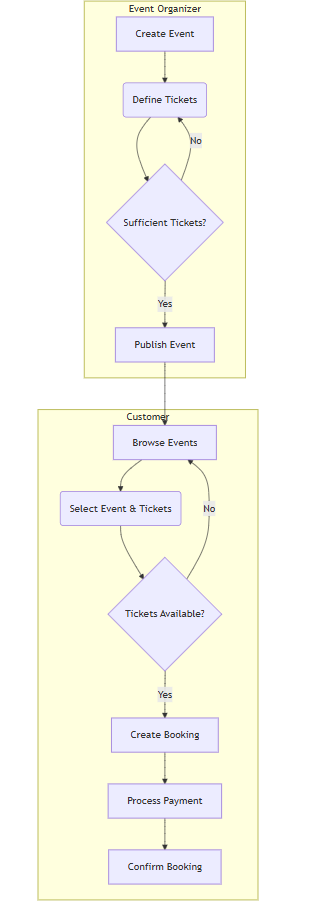 Event Organizer
Create Event
Define Tickets
No
Sufficient Tickets?
Yes
Publish Event
Customer
Browse Events
Select Event & Tickets
No
Tickets Available?
Yes
Create Booking
Process Payment
Confirm Booking